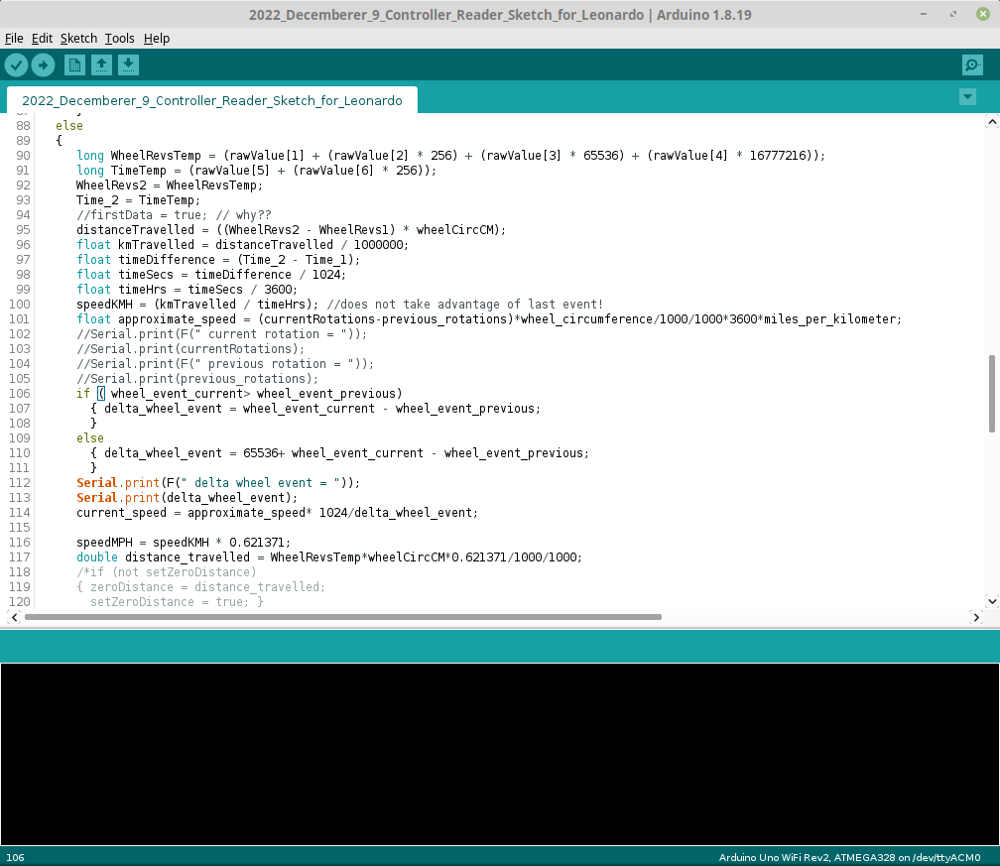 2022_Decemberer_9_Controller_Reader_Sketch_for_Leonardo | Arduino 1.8.19
File Edit Sketch Tools Help
2022_Decemberer_9_Controller_Reader_Sketch_for_Leonardo
88 else
89 {
90 long WheelRevsTemp = (rawValue[1] + (rawValue[2] * 256) + (rawValue[3] * 65536) + (rawValue[4] * 16777216));
91 long TimeTemp = (rawValue[5] + (rawValue[6] * 256));
92 WheelRevs2 = WheelRevsTemp;
93 Time_2 = TimeTemp;
94 //firstData = true; // why??
95 distanceTravelled = ((WheelRevs2 - WheelRevs1) * wheelCircCM);
96 float kmTravelled = distanceTravelled / 1000000;
97 float timeDifference = (Time_2 - Time_1);
98 float timeSecs = timeDifference / 1024;
99 float timeHrs = timeSecs / 3600;
100 speedKMH = (kmTravelled / timeHrs); //does not take advantage of last event!
101 float approximate_speed = (currentRotations-previous_rotations)*wheel_circumference/1000/1000*3600*miles_per_kilometer;
102 //Serial.print(F(" current rotation = "));
103 //Serial.print(currentRotations);
104 //Serial.print(F(" previous rotation = "));
105 //Serial.print(previous_rotations);
106 if ( wheel_event_current> wheel_event_previous)
107 { delta_wheel_event = wheel_event_current - wheel_event_previous;
108 }
109 else
110 { delta_wheel_event = 65536+ wheel_event_current - wheel_event_previous;
111 }
112 Serial.print(F(" delta wheel event = "));
113 Serial.print(delta_wheel_event);
114 current_speed = approximate_speed* 1024/delta_wheel_event;
115
116 speedMPH = speedKMH * 0.621371;
117 double distance_travelled = WheelRevsTemp*wheelCircCM*0.621371/1000/1000;
118 /*if (not setZeroDistance)
119 { zeroDistance = distance_travelled;
120 setZeroDistance = true; }
106 Arduino Uno WiFi Rev2, ATMEGA328 on /dev/ttyACM0